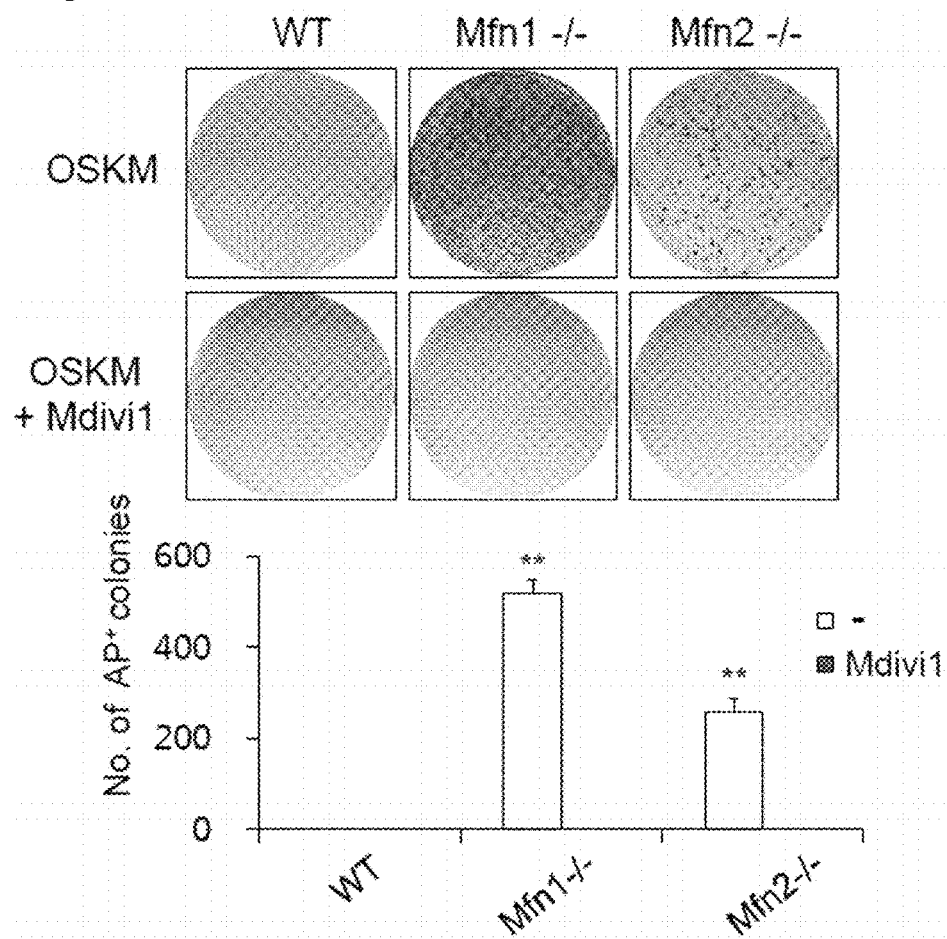 WT Mfn1 -/- Mfn2 -/-
OSKM
OSKM
+ Mdivi1
No. of AP⁺ colonies
600
400
200
0
**
**
-
Mdivi1
WT
Mfn1-/-
Mfn2-/-